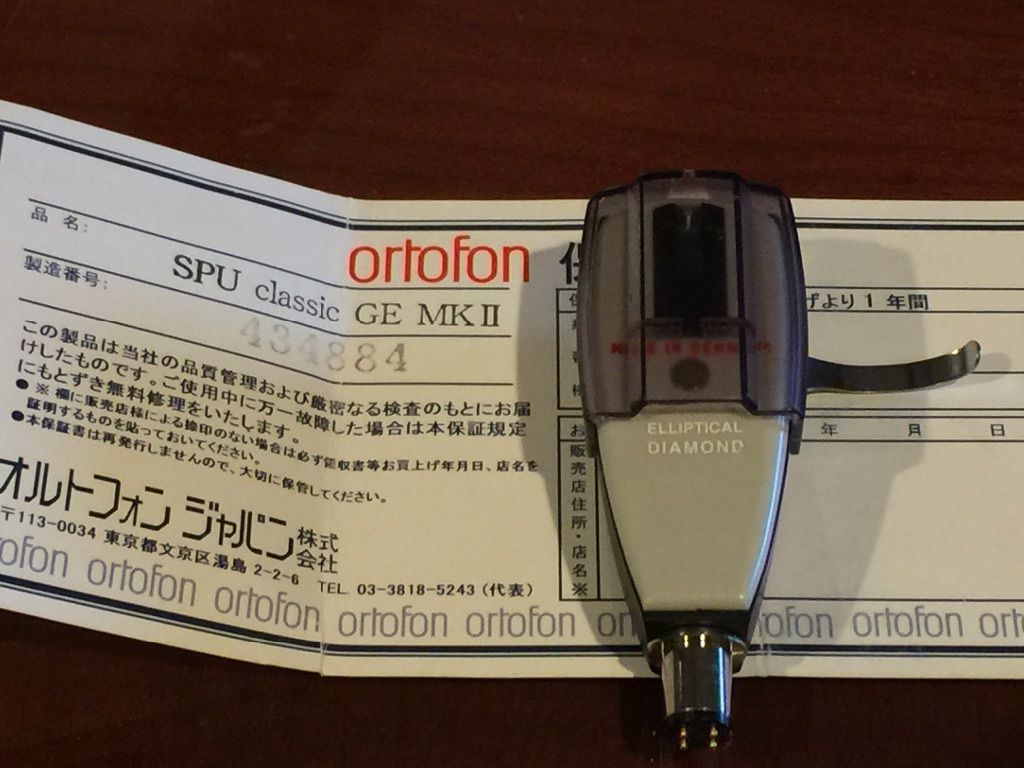 ortofon
品 名:
SPU classic GE MKⅡ
製造番号:
434884
この製品は当社の品質管理および厳密なる検査のもとにお届
けしたものです。ご使用中に万一故障した場合は本保証規定
にもとずき無料修理をいたします。
●※欄に販売店様による捺印のない場合は必ず領収書等お買上げ年月日、店名を
証明するものを貼っておいてください。
●本保証書は再発行しませんので、大切に保管してください。
オルトフォン ジャパン 株式会社
〒113-0034 東京都文京区湯島 2-2-6
TEL 03-3818-5243 (代表)
ofon ortofon ortofon ortofon ortofon
ortofon
より 1 年間
年 月 日
お
販売店住所・店名※
MADE IN DENMARK
ELLIPTICAL
DIAMOND